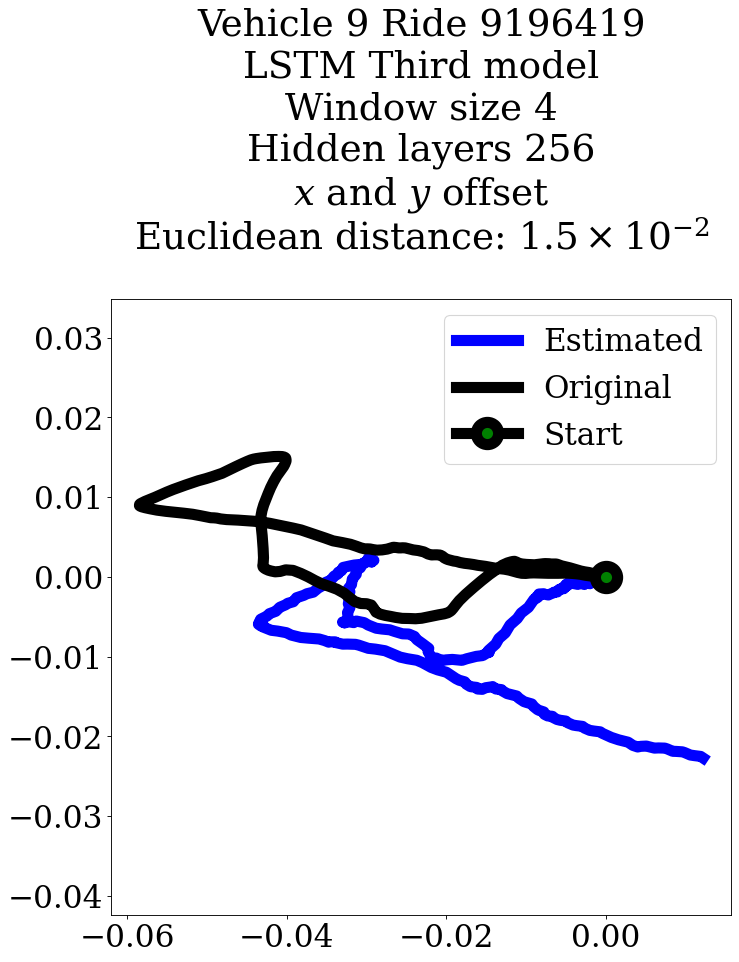 Vehicle 9 Ride 9196419
LSTM Third model
Window size 4
Hidden layers 256
x and y offset
Euclidean distance: 1.5 × 10⁻²
Estimated
Original
Start
0.03
0.02
0.01
0.00
−0.01
−0.02
−0.03
−0.04
−0.06 −0.04 −0.02 0.00